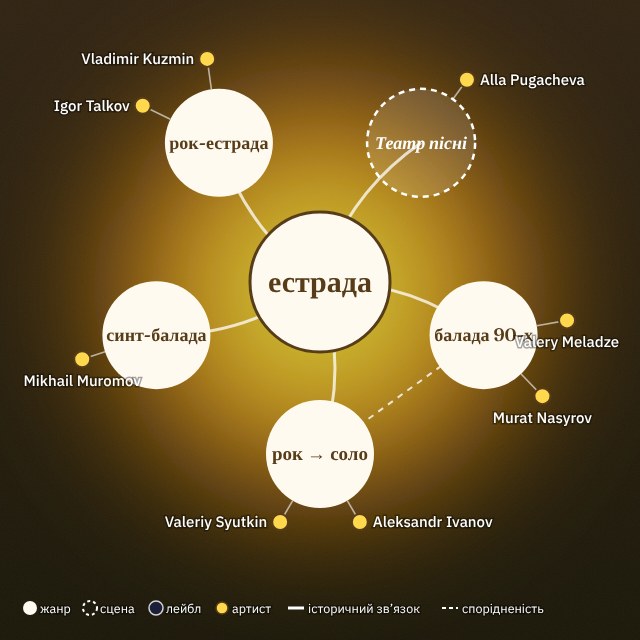 Vladimir Kuzmin
Alla Pugacheva
Igor Talkov
рок-естрада
Театр пісні
естрада
синт-балада
балада 90-х
Valery Meladze
Mikhail Muromov
Murat Nasyrov
рок → соло
Valeriy Syutkin
Aleksandr Ivanov
жанр сцена лейбл артист історичний зв’язок спорідненість